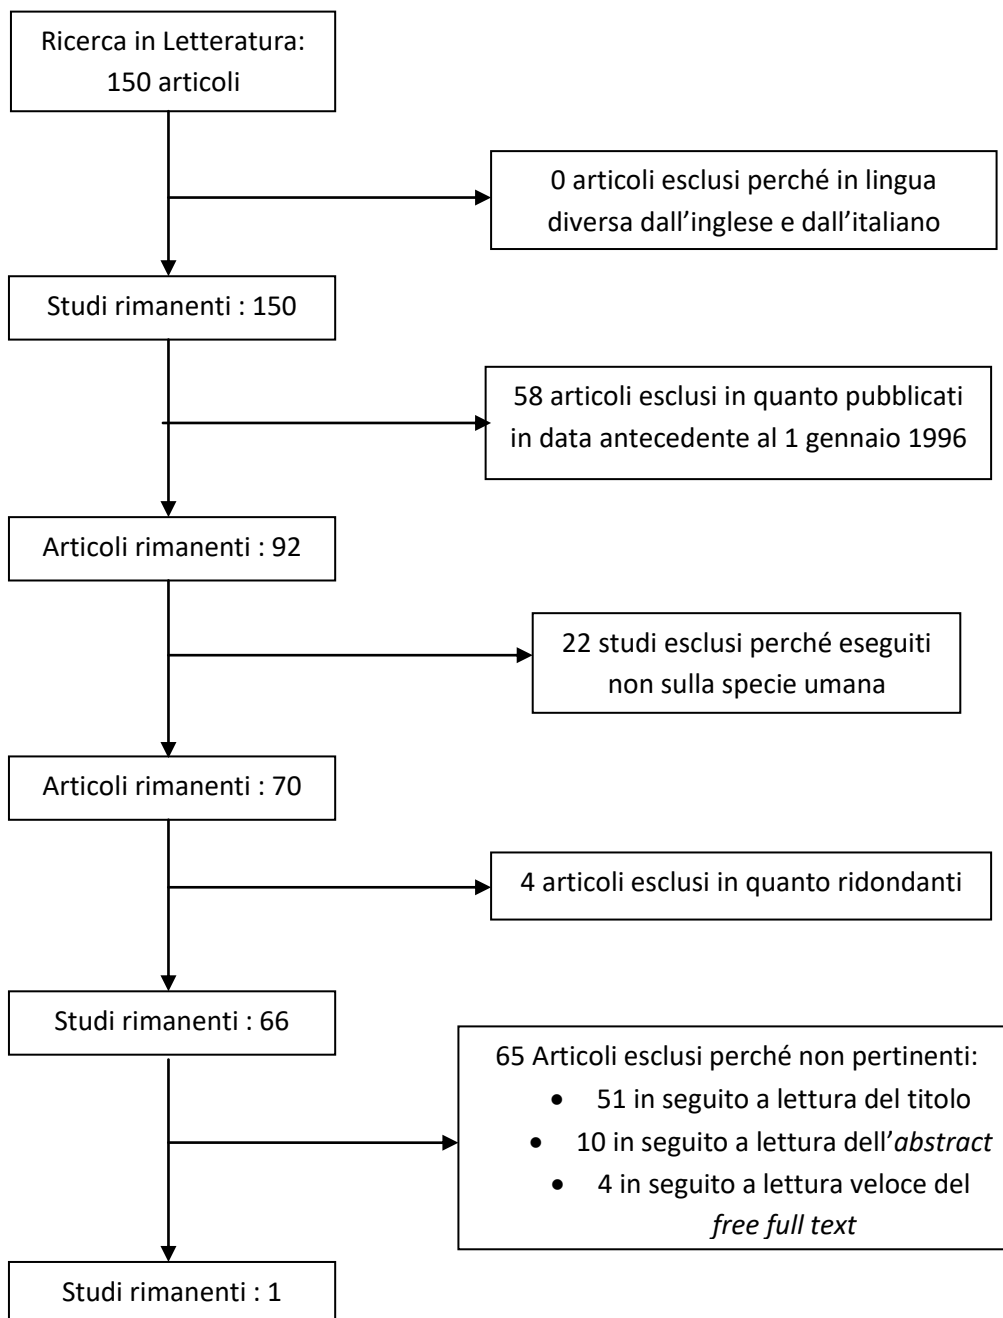 Ricerca in Letteratura:
150 articoli
0 articoli esclusi perché in lingua
diversa dall’inglese e dall’italiano
Studi rimanenti : 150
58 articoli esclusi in quanto pubblicati
in data antecedente al 1 gennaio 1996
Articoli rimanenti : 92
22 studi esclusi perché eseguiti
non sulla specie umana
Articoli rimanenti : 70
4 articoli esclusi in quanto ridondanti
Studi rimanenti : 66
65 Articoli esclusi perché non pertinenti:
• 51 in seguito a lettura del titolo
• 10 in seguito a lettura dell’abstract
• 4 in seguito a lettura veloce del
free full text
Studi rimanenti : 1